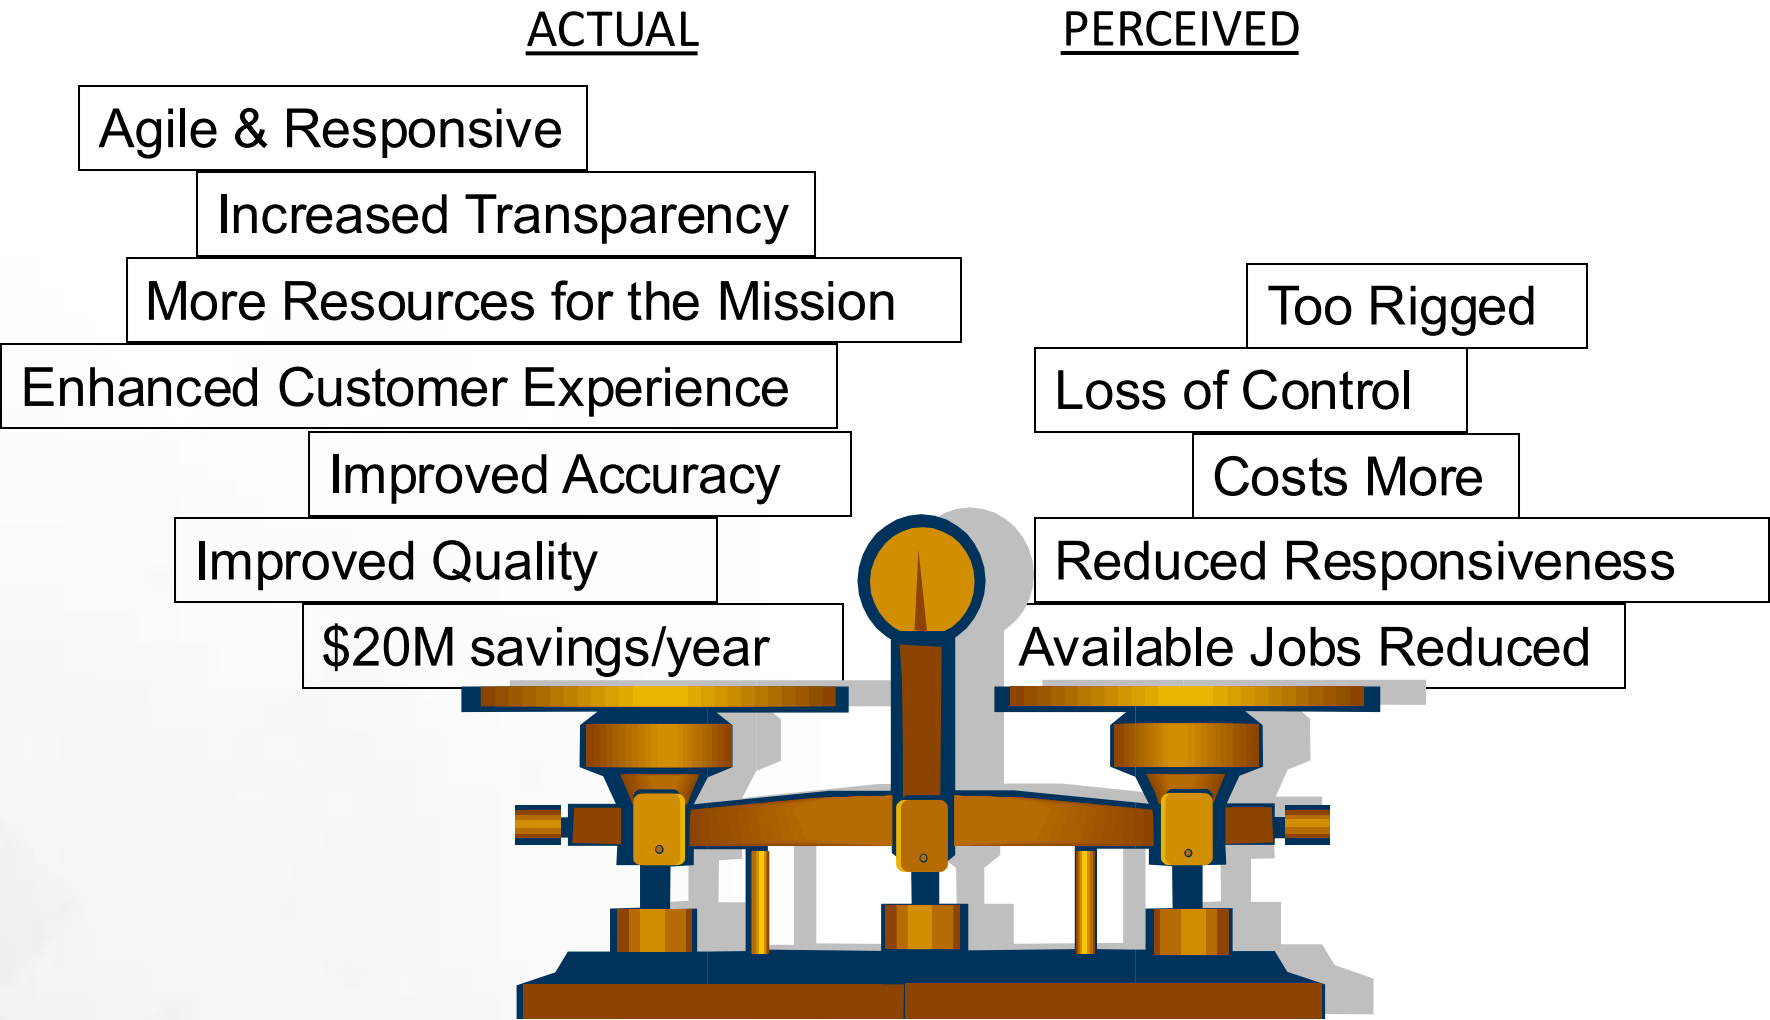 ACTUAL
PERCEIVED
Agile & Responsive
Increased Transparency
More Resources for the Mission
Enhanced Customer Experience
Improved Accuracy
Improved Quality
$20M savings/year
Too Rigged
Loss of Control
Costs More
Reduced Responsiveness
Available Jobs Reduced